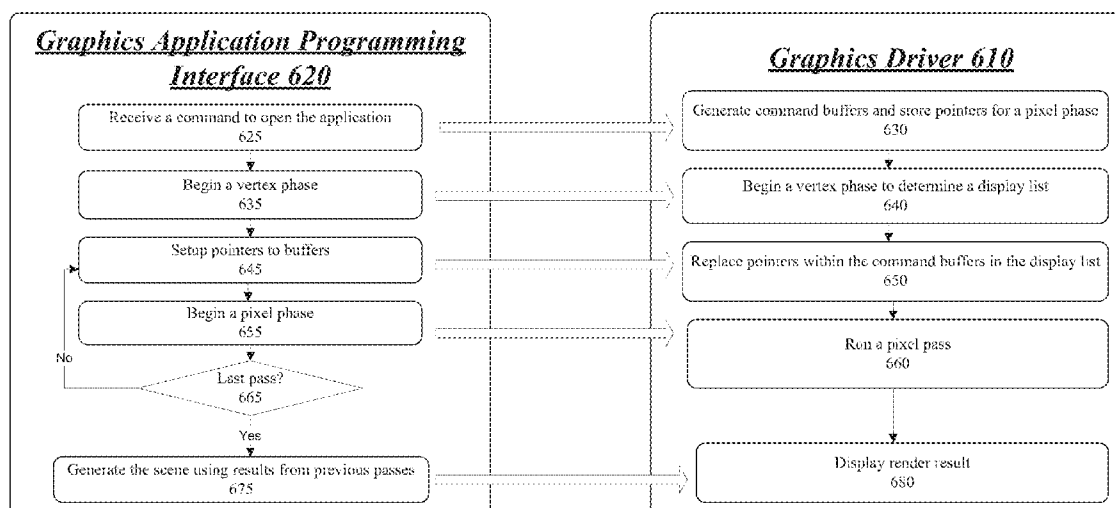 Graphics Application Programming
Interface 620
Receive a command to open the application
625
Begin a vertex phase
635
Setup pointers to buffers
645
Begin a pixel phase
655
No
Last pass?
665
Yes
Generate the scene using results from previous passes
675
Graphics Driver 610
Generate command buffers and store pointers for a pixel phase
630
Begin a vertex phase to determine a display list
640
Replace pointers within the command buffers in the display list
650
Run a pixel pass
660
Display render result
680